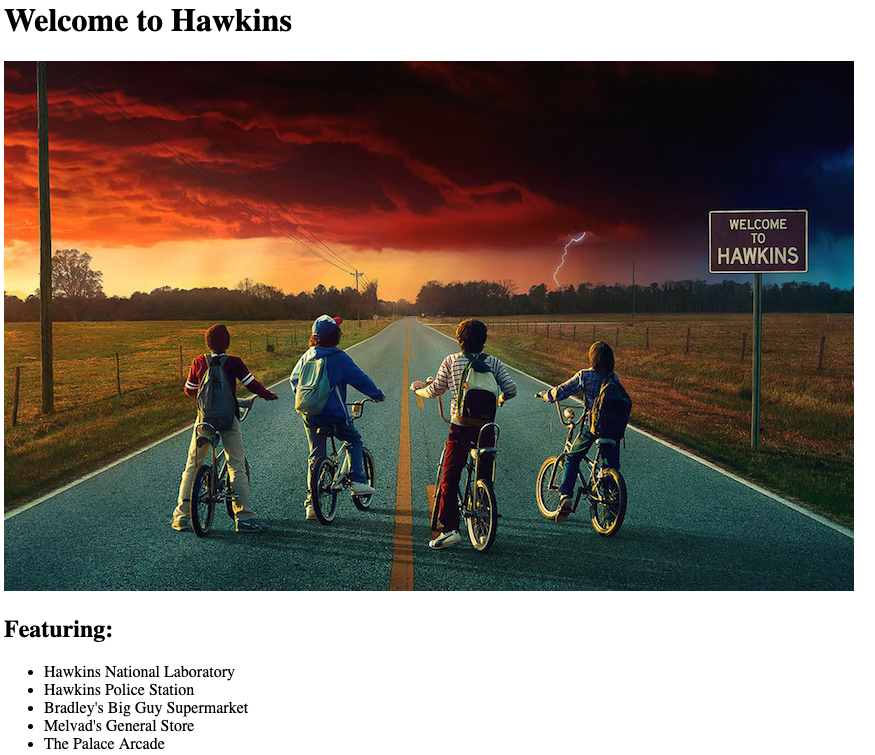 Welcome to Hawkins
WELCOME
TO
HAWKINS
Featuring:
Hawkins National Laboratory
Hawkins Police Station
Bradley's Big Guy Supermarket
Melvad's General Store
The Palace Arcade